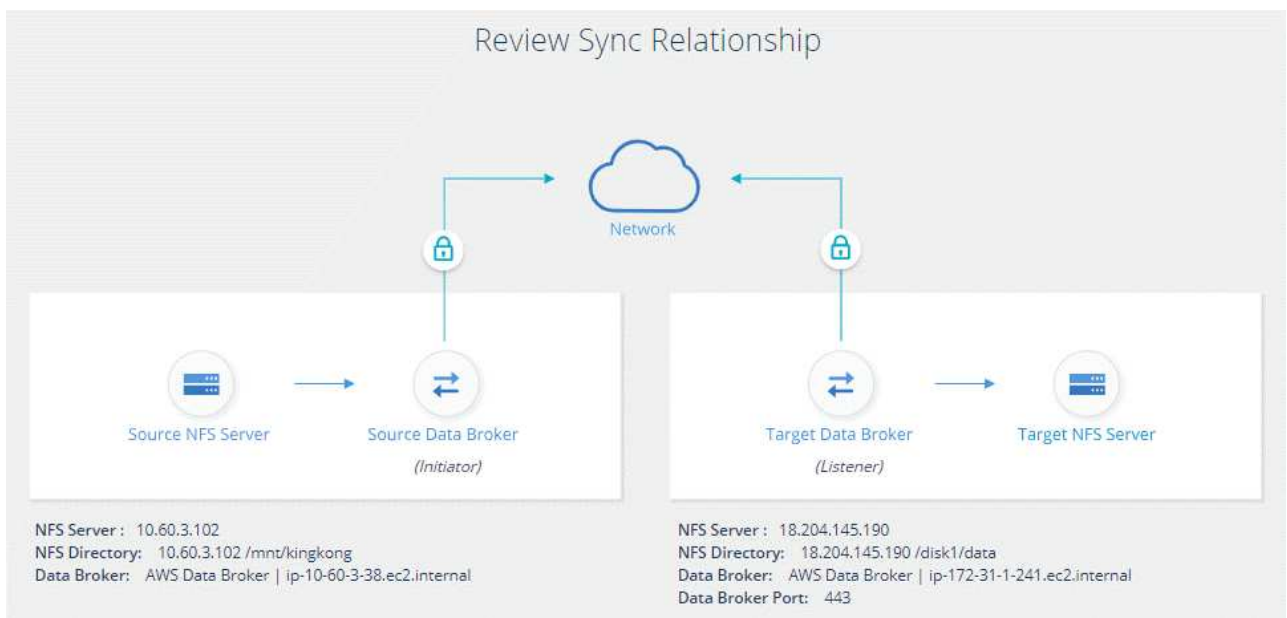 Review Sync Relationship
Network
Source NFS Server
Source Data Broker
(Initiator)
Target Data Broker
(Listener)
Target NFS Server
NFS Server : 10.60.3.102
NFS Directory: 10.60.3.102 /mnt/kingkong
Data Broker: AWS Data Broker | ip-10-60-3-38.ec2.internal
NFS Server : 18.204.145.190
NFS Directory: 18.204.145.190 /disk1/data
Data Broker: AWS Data Broker | ip-172-31-1-241.ec2.internal
Data Broker Port: 443